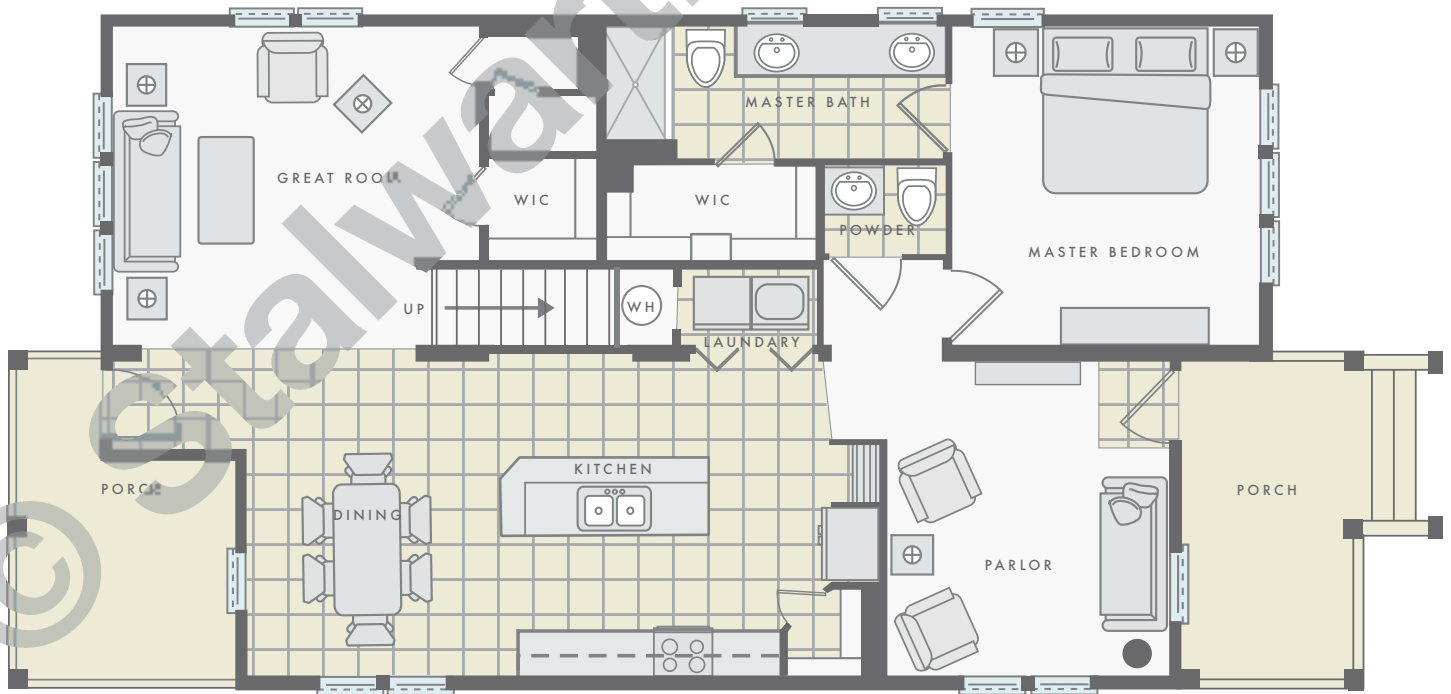 MASTER BATH
GREAT ROOM
WIC
WIC
POWDER
MASTER BEDROOM
UP
WH
LAUNDARY
KITCHEN
PORCH
PORCH
DINING
PARLOR
© Stalwart